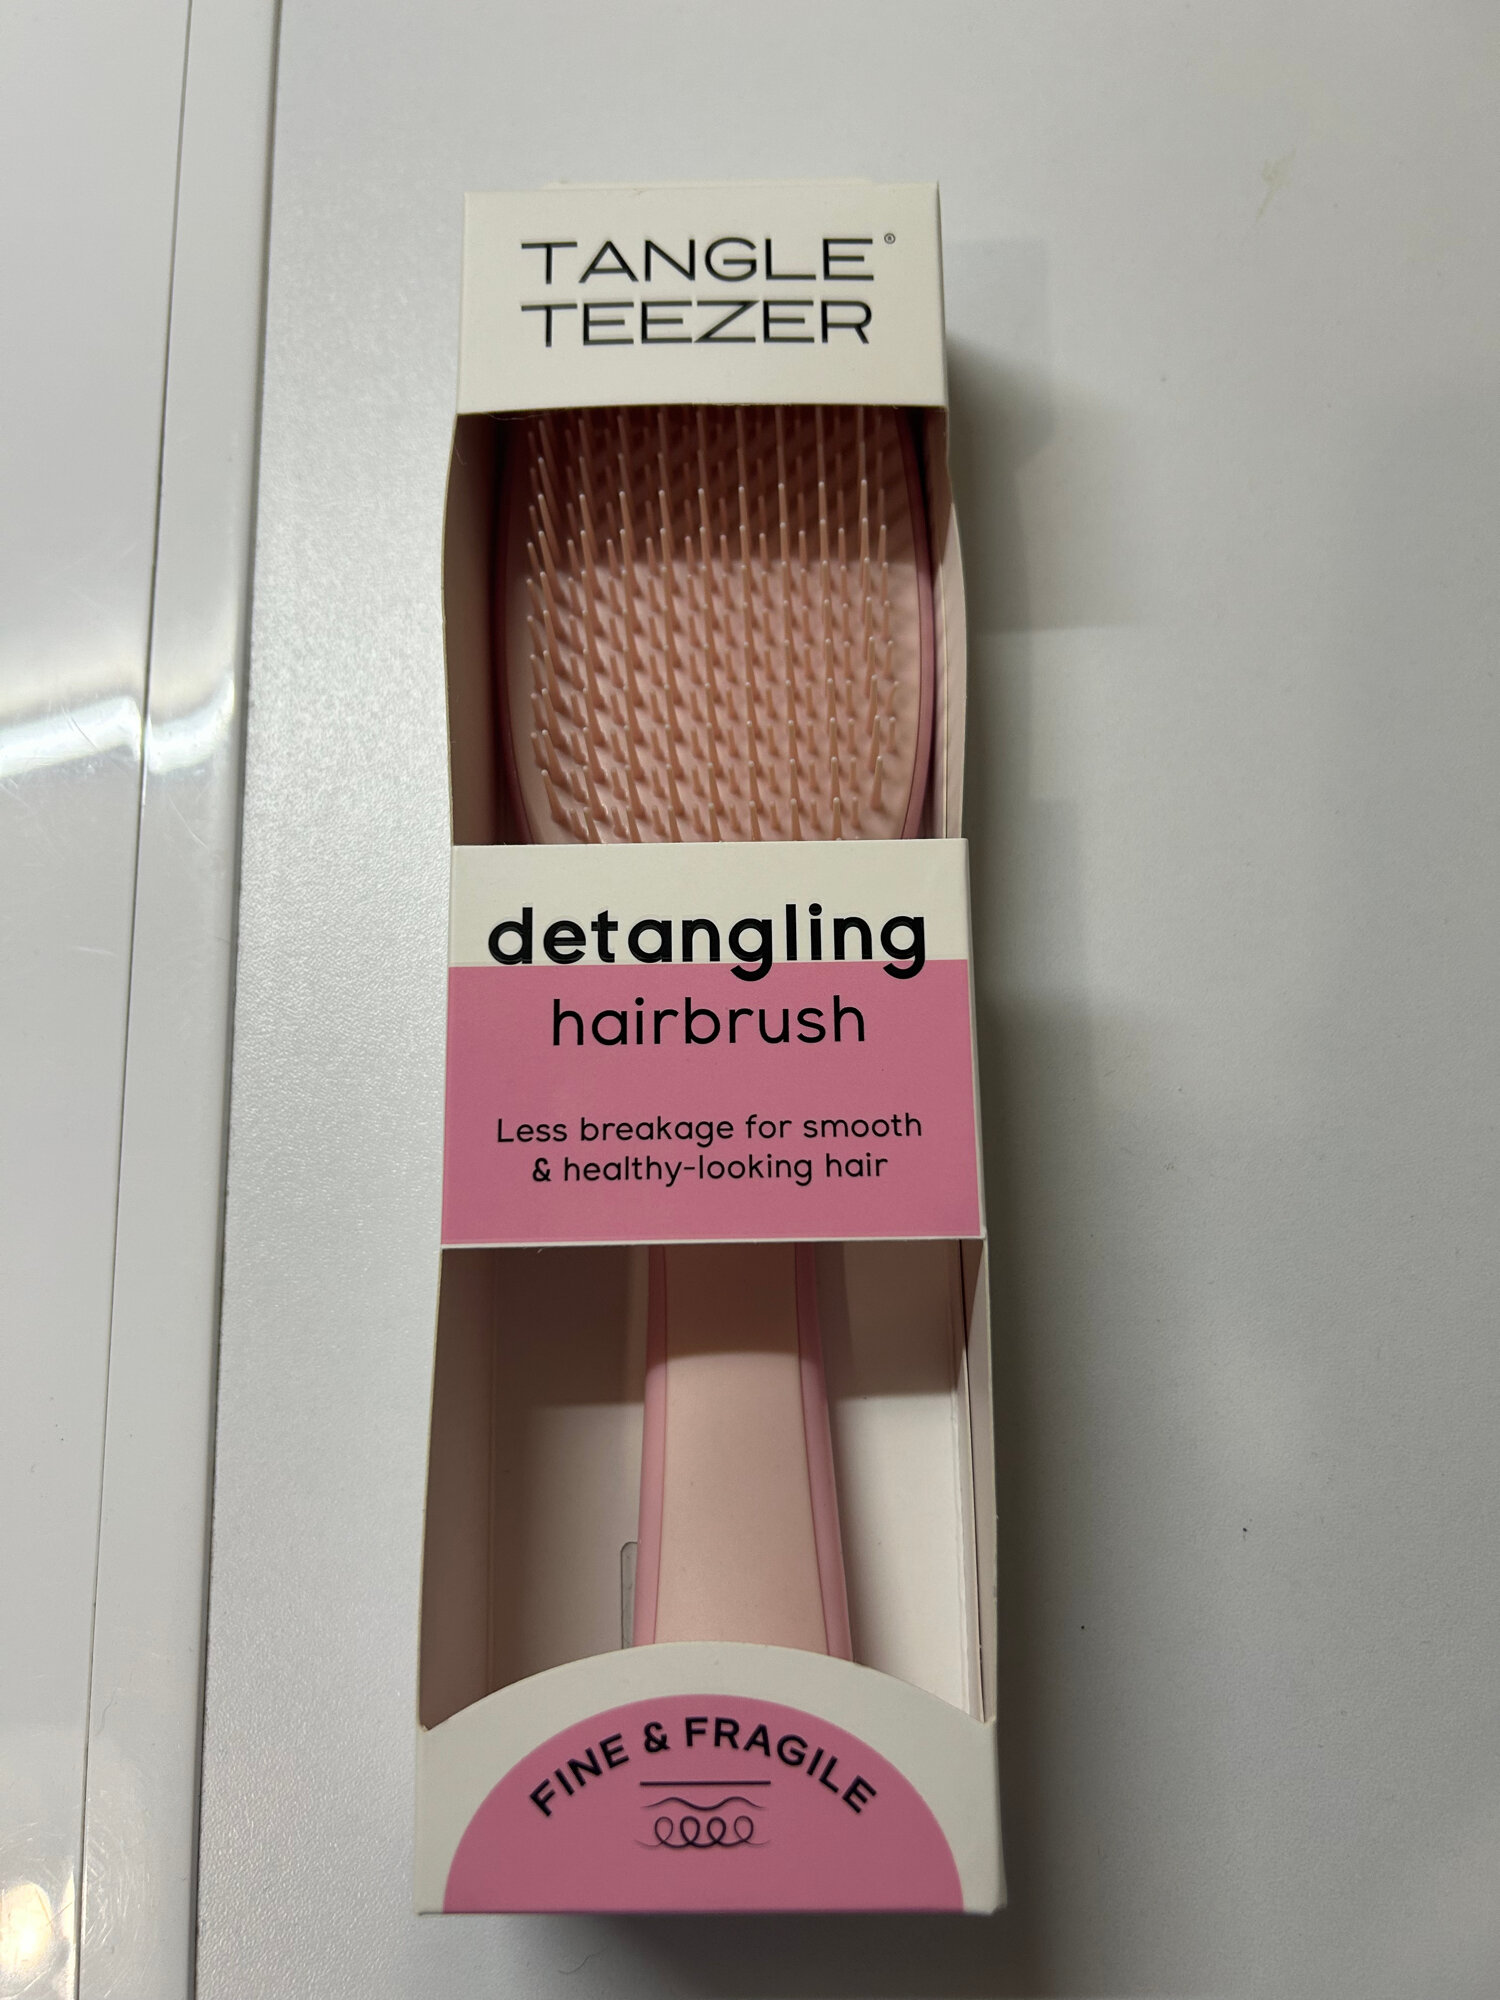 TANGLE®
TEEZER
detangling
hairbrush
Less breakage for smooth
& healthy-looking hair
FINE & FRAGILE